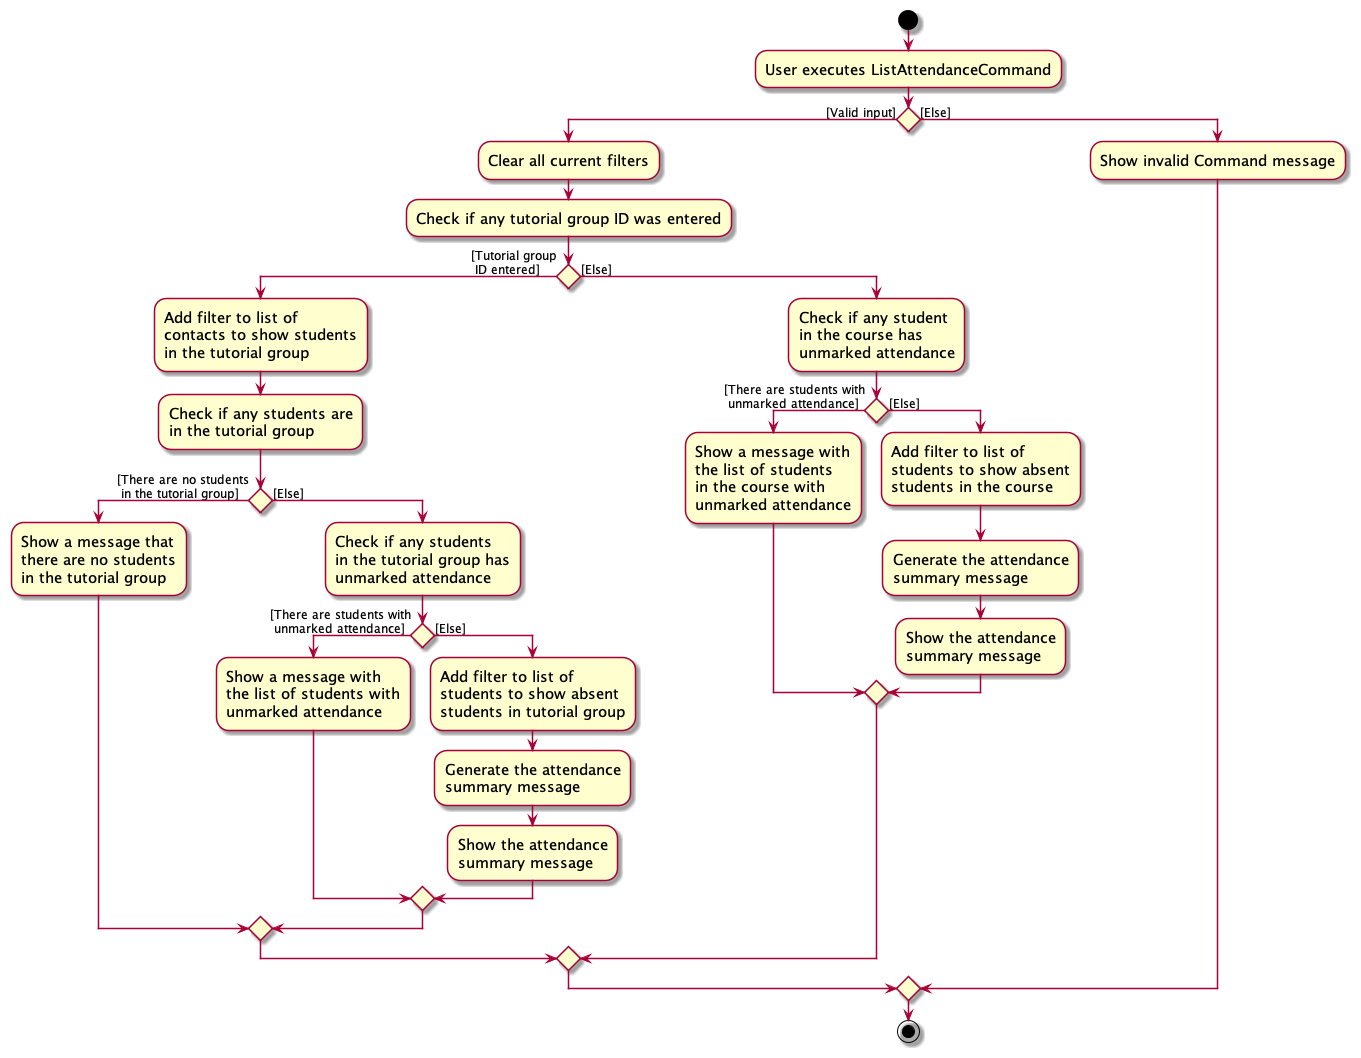 User executes ListAttendanceCommand
[Valid input]
[Else]
Clear all current filters
Show invalid Command message
Check if any tutorial group ID was entered
[Tutorial group
ID entered]
[Else]
Add filter to list of
contacts to show students
in the tutorial group
Check if any students are
in the tutorial group
[There are no students
in the tutorial group]
[Else]
Show a message that
there are no students
in the tutorial group
Check if any students
in the tutorial group has
unmarked attendance
[There are students with
unmarked attendance]
[Else]
Show a message with
the list of students with
unmarked attendance
Add filter to list of
students to show absent
students in tutorial group
Generate the attendance
summary message
Show the attendance
summary message
Check if any student
in the course has
unmarked attendance
[There are students with
unmarked attendance]
[Else]
Show a message with
the list of students
in the course with
unmarked attendance
Add filter to list of
students to show absent
students in the course
Generate the attendance
summary message
Show the attendance
summary message